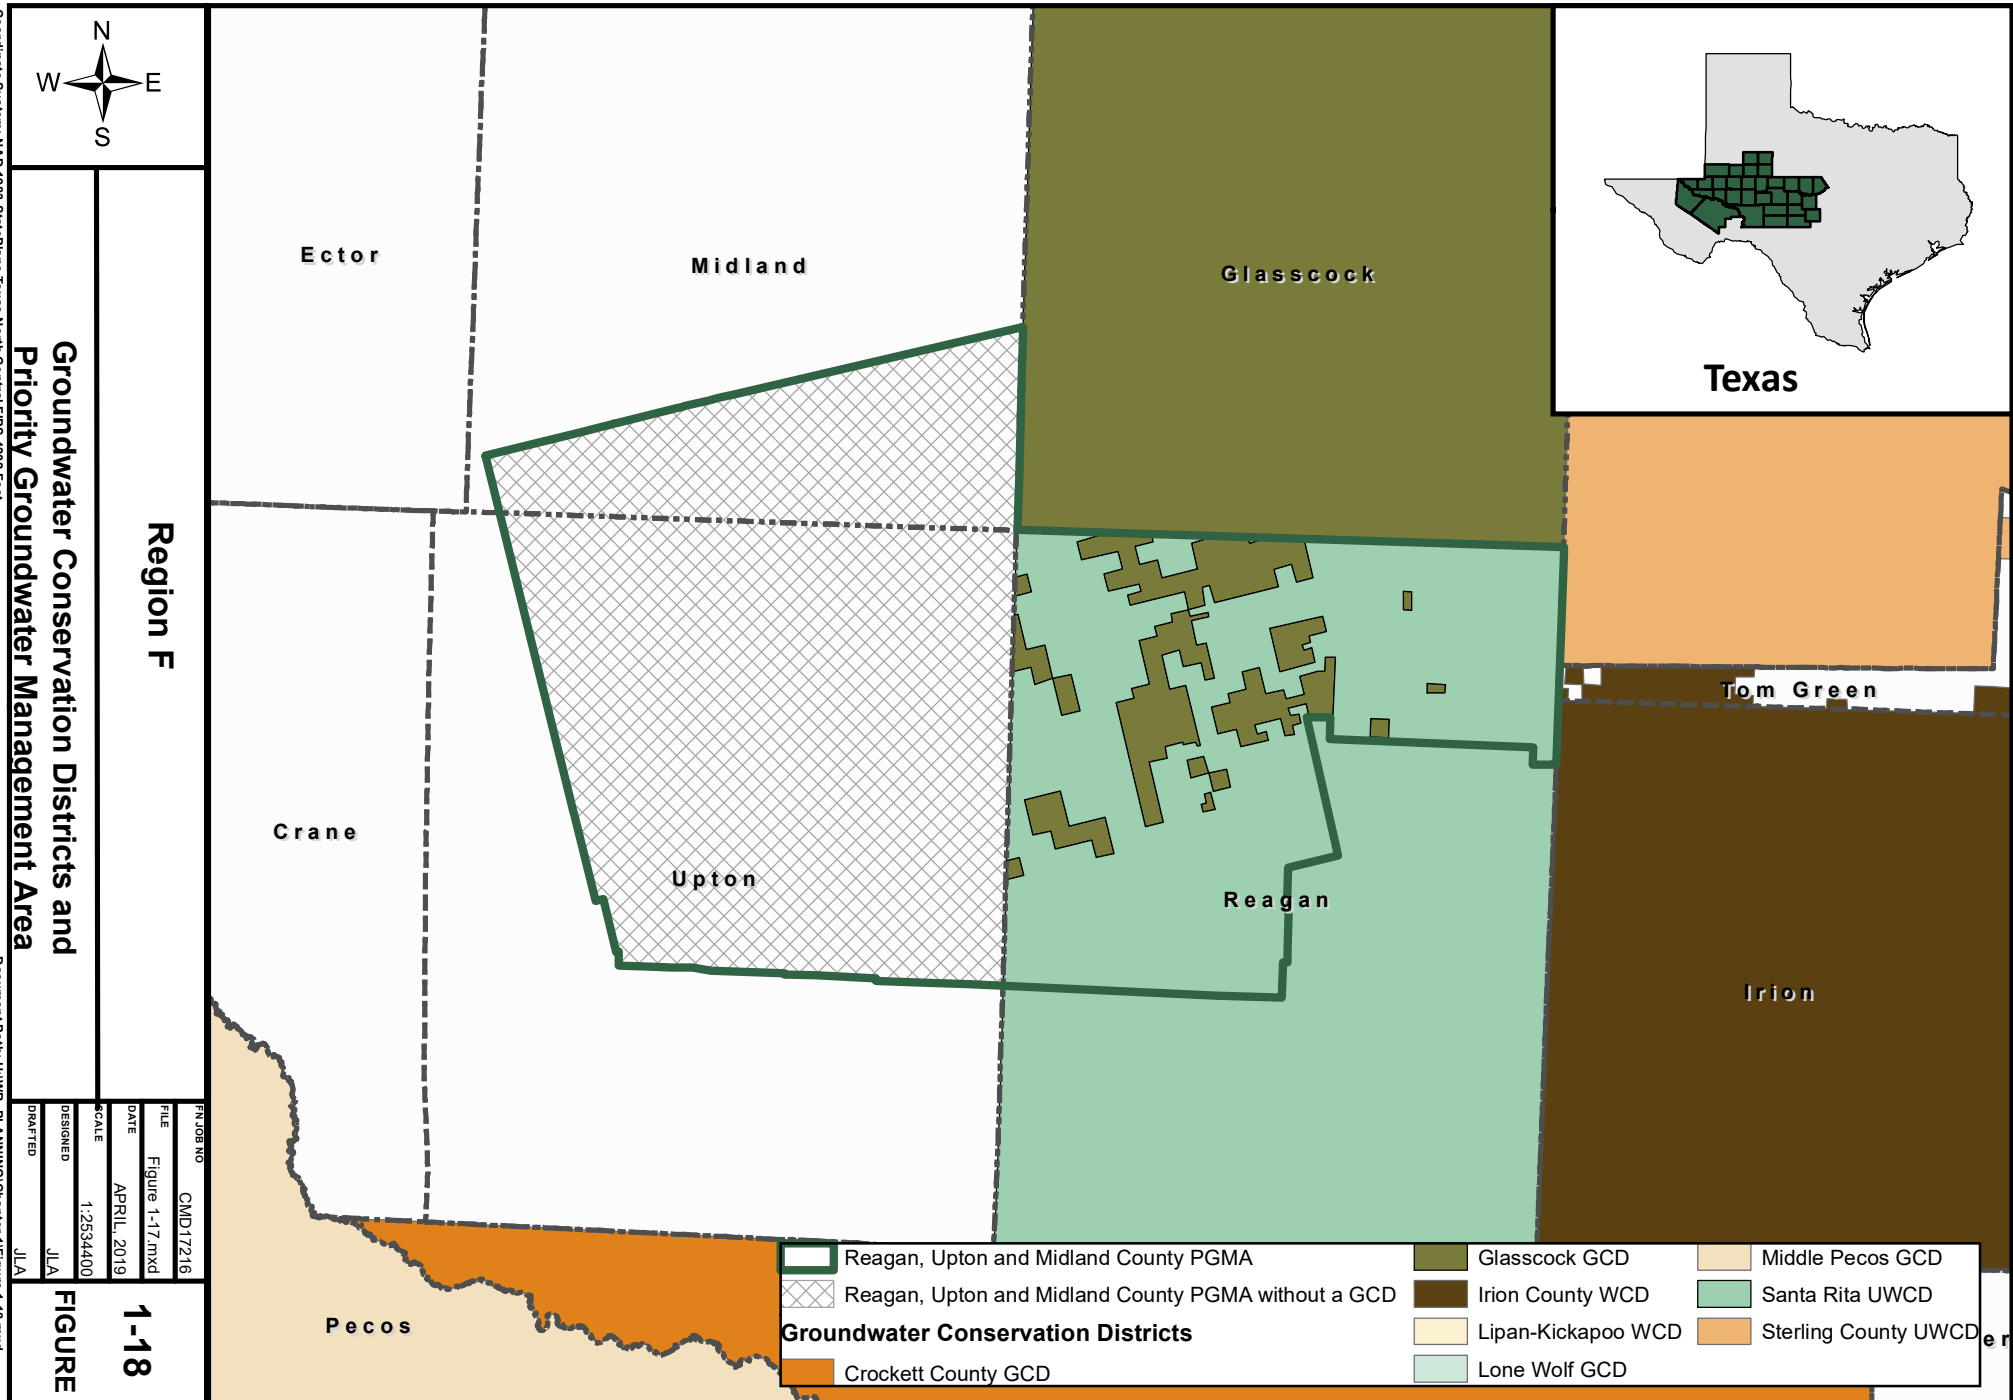 N
W E
S
Ector
Midland
Glasscock
Texas
Tom Green
Crane
Upton
Reagan
Irion
Pecos
er
Reagan, Upton and Midland County PGMA
Reagan, Upton and Midland County PGMA without a GCD
Groundwater Conservation Districts
Crockett County GCD
Glasscock GCD
Irion County WCD
Lipan-Kickapoo WCD
Lone Wolf GCD
Middle Pecos GCD
Santa Rita UWCD
Sterling County UWCD
Region F
Groundwater Conservation Districts and
Priority Groundwater Management Area
FN JOB NO CMD17216
FILE Figure 1-17.mxd
DATE APRIL, 2019
SCALE 1:2534400
DESIGNED JLA
DRAFTED JLA
FIGURE
1-18